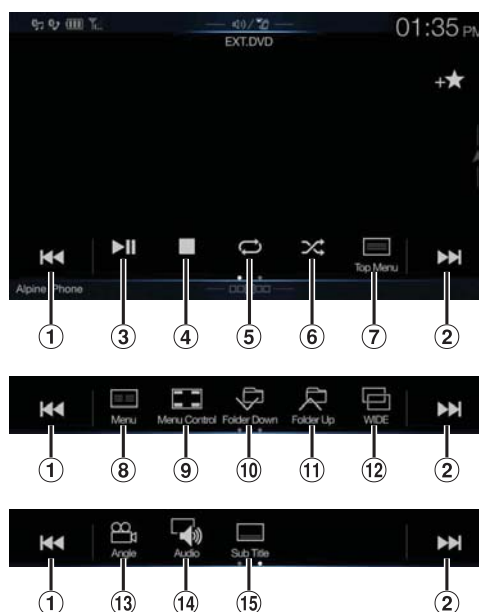 01:35 PM
EXT.DVD
Top Menu
Alpine Phone
① ③ ④ ⑤ ⑥ ⑦ ②
Menu Menu Control Folder Down Folder Up WIDE
① ⑧ ⑨ ⑩ ⑪ ⑫ ②
Angle Audio Sub Title
① ⑬ ⑭ ⑮ ②